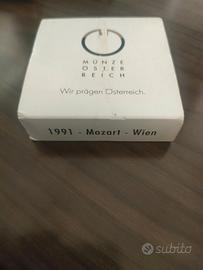 MÜNZE
ÖSTER
REICH
Wir prägen Österreich.
1991 - Mozart - Wien
subito